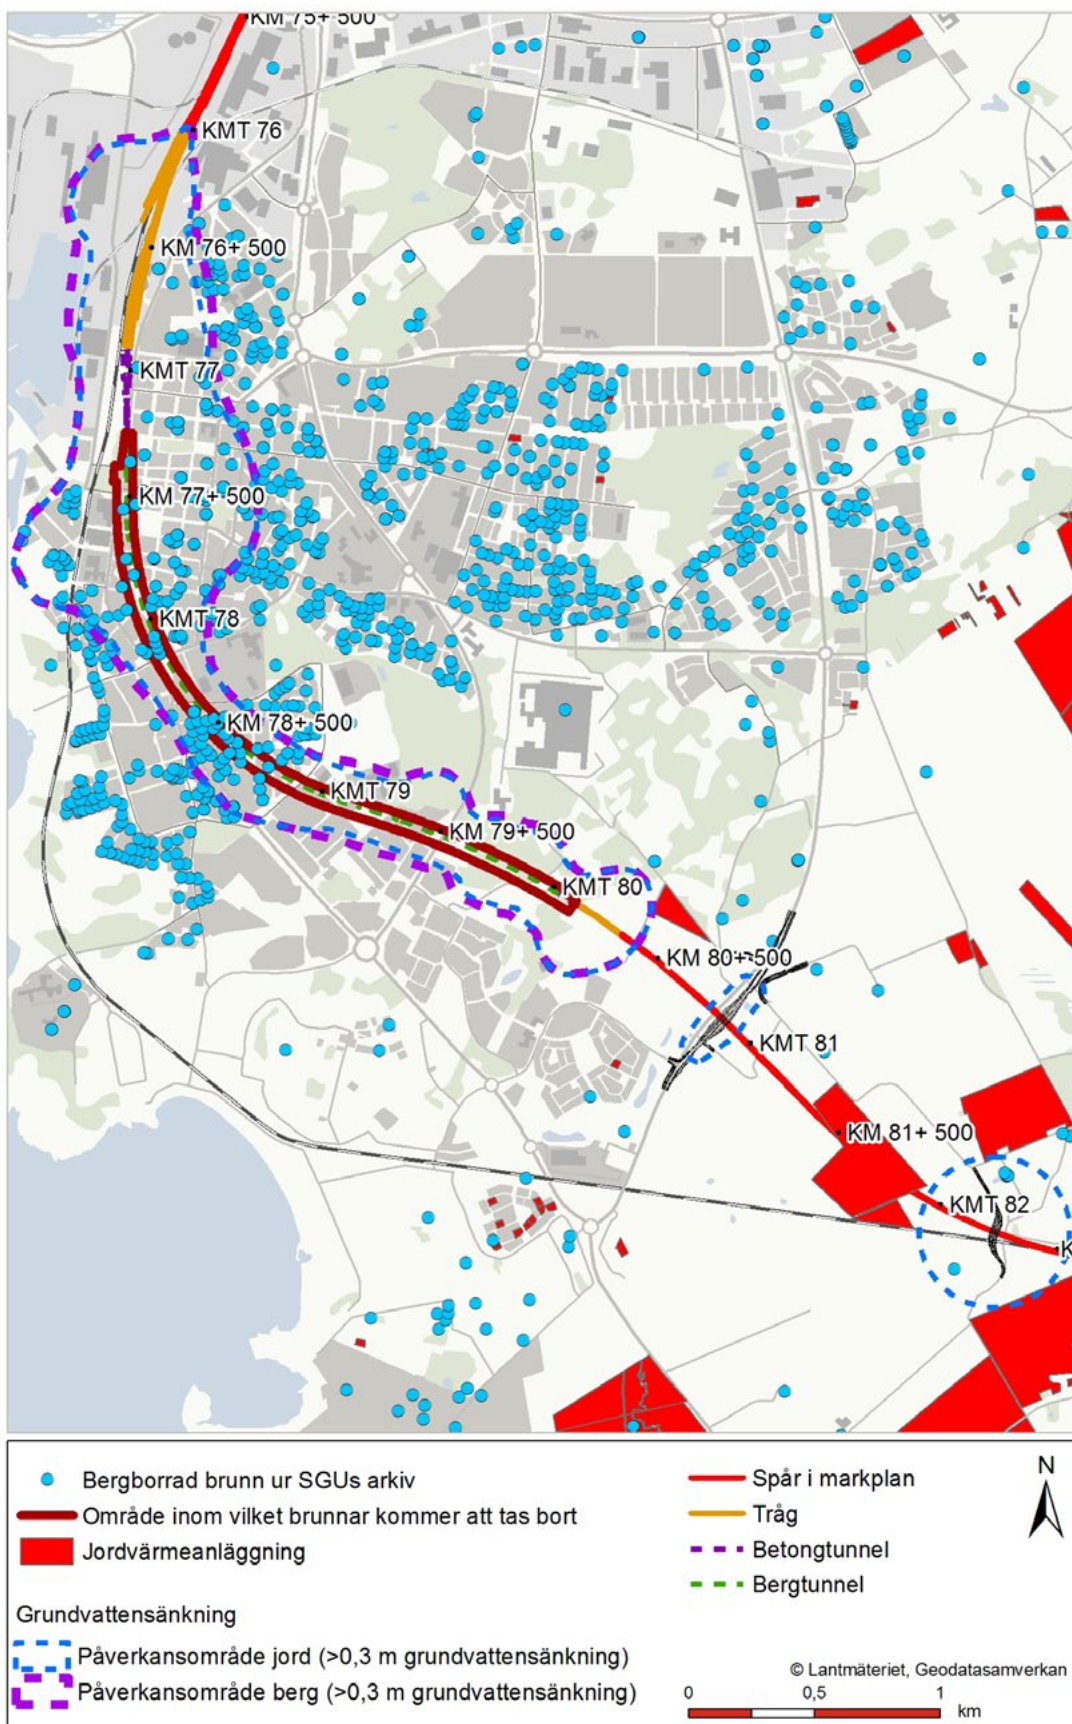 KM 75+ 500
KMT 76
KM 76+ 500
KMT 77
KM 77+ 500
KMT 78
KM 78+ 500
KMT 79
KM 79+ 500
KMT 80
KM 80+ 500
KMT 81
KM 81+ 500
KMT 82
K
Bergborrad brunn ur SGUs arkiv
Område inom vilket brunnar kommer att tas bort
Jordvärmeanläggning
Grundvattensänkning
Påverkansområde jord (>0,3 m grundvattensänkning)
Påverkansområde berg (>0,3 m grundvattensänkning)
Spår i markplan
Tråg
Betongtunnel
Bergtunnel
N
© Lantmäteriet, Geodatasamverkan
0 0,5 1
km